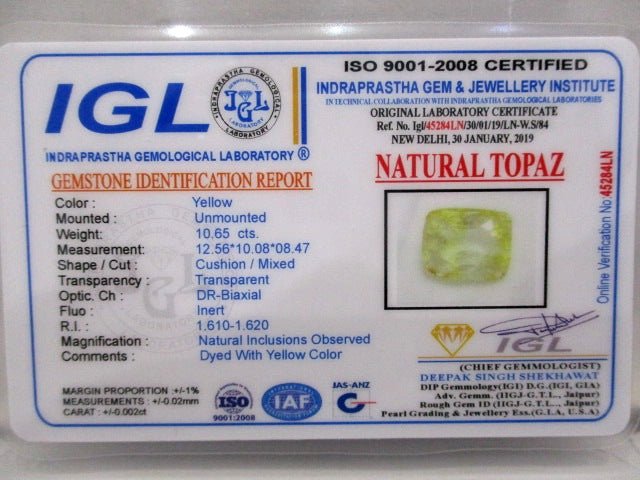 IGL
INDRAPRASTHA GEMOLOGICAL LABORATORY
IGL
INDRAPRASTHA GEMOLOGICAL LABORATORY ®
GEMSTONE IDENTIFICATION REPORT
Color : Yellow
Mounted : Unmounted
Weight: 10.65 cts.
Measurement: 12.56*10.08*08.47
Shape / Cut : Cushion / Mixed
Transparency : Transparent
Optic. Ch : DR-Biaxial
Fluo : Inert
R.I. : 1.610-1.620
Magnification : Natural Inclusions Observed
Comments : Dyed With Yellow Color
MARGIN PROPORTION :+/-1%
MEASUREMENTS : +/-0.02mm
CARAT : +/-0.002ct
ISO
9001:2008
IAF
JAS-ANZ
ISO 9001-2008 CERTIFIED
INDRAPRASTHA GEM & JEWELLERY INSTITUTE
IN TECHNICAL COLLABORATION WITH INDRAPRASTHA GEMOLOGICAL LABORATORIES
ORIGINAL LABORATORY CERTIFICATE
Ref. No. Igl/45284LN/30/01/19/LN-W.S/84
NEW DELHI, 30 JANUARY, 2019
NATURAL TOPAZ
Online Verification No:45284LN
IGL
(CHIEF GEMMOLOGIST)
DEEPAK SINGH SHEKHAWAT
DIP Gemmology(IGI) D.G.(IGI, GIA)
Adv. Gemm. (IIGJ-G.T.L., Jaipur)
Rough Gem ID (IIGJ-G.T.L., Jaipur)
Pearl Grading & Jewellery Ess.(G.I.A, U.S.A)